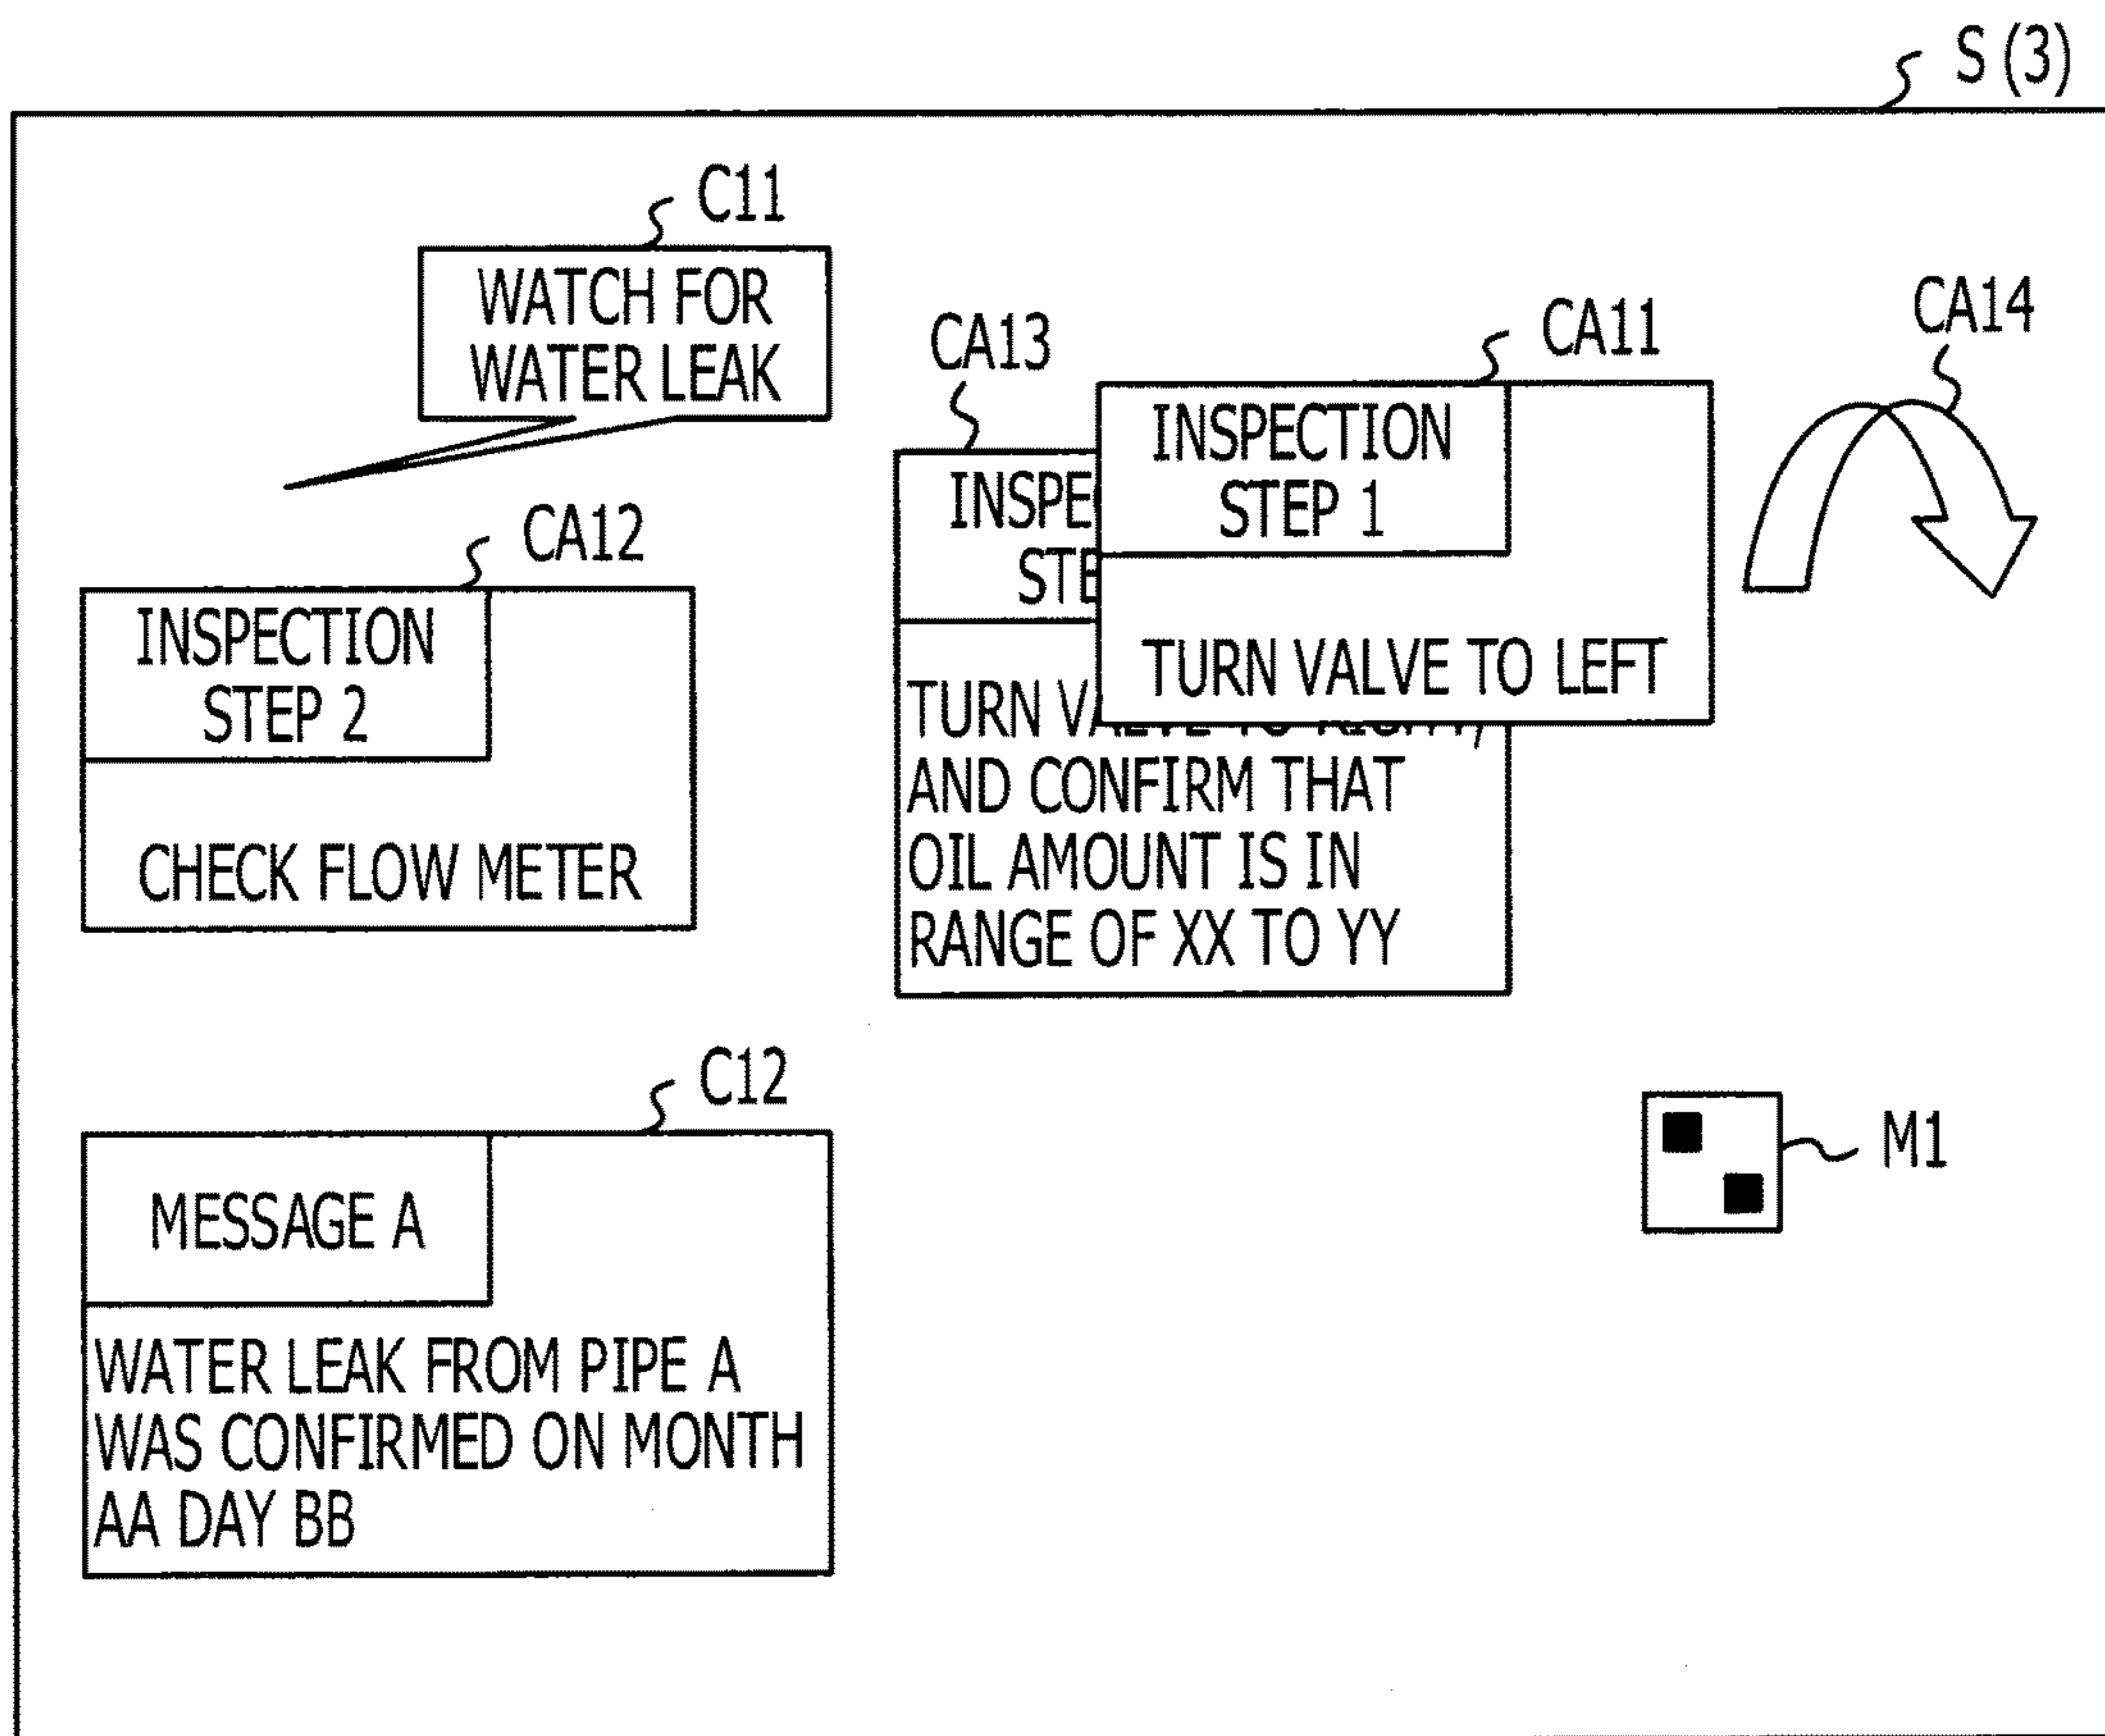 S (3)
C11
WATCH FOR
WATER LEAK
CA13
CA11
CA14
INSPECTION
STEP 1
TURN VALVE TO LEFT
INSPE
STE
TURN
AND CONFIRM THAT
OIL AMOUNT IS IN
RANGE OF XX TO YY
CA12
INSPECTION
STEP 2
CHECK FLOW METER
C12
MESSAGE A
WATER LEAK FROM PIPE A
WAS CONFIRMED ON MONTH
AA DAY BB
M1